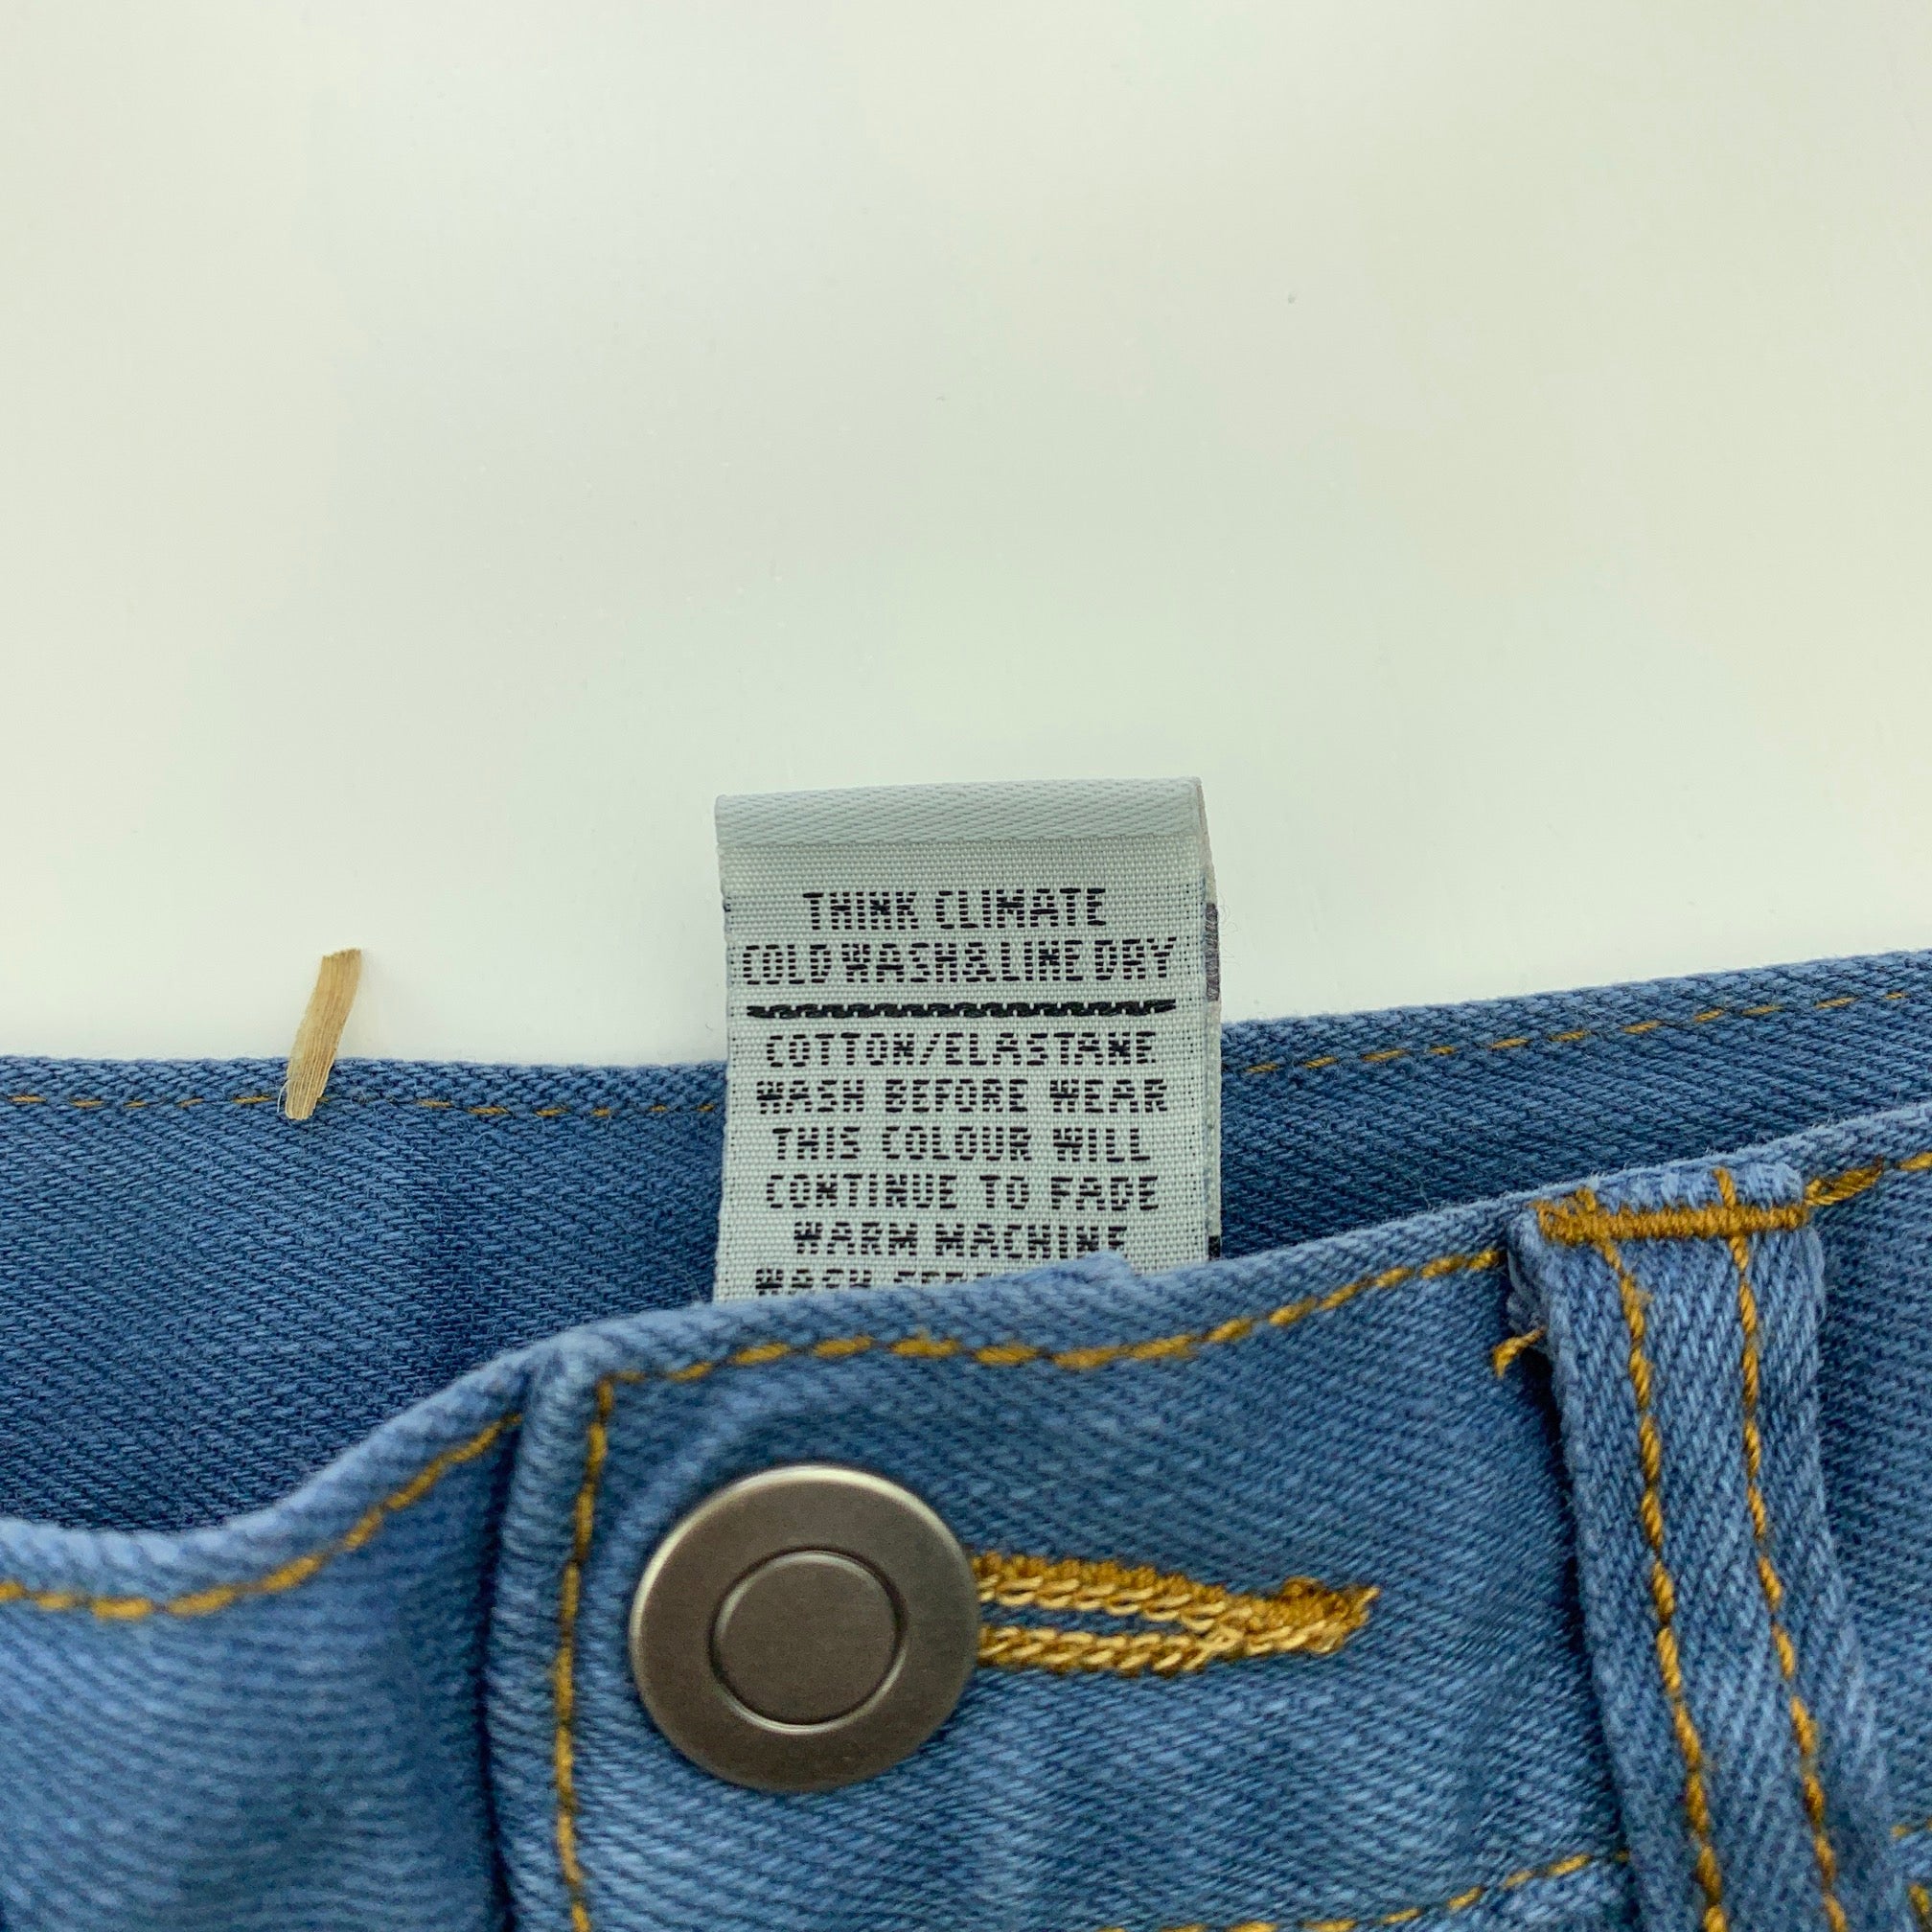 THINK CLIMATE
COLD WASH & LINE DRY
COTTON/ELASTANE
WASH BEFORE WEAR
THIS COLOUR WILL
CONTINUE TO FADE
WARM MACHINE
WASH